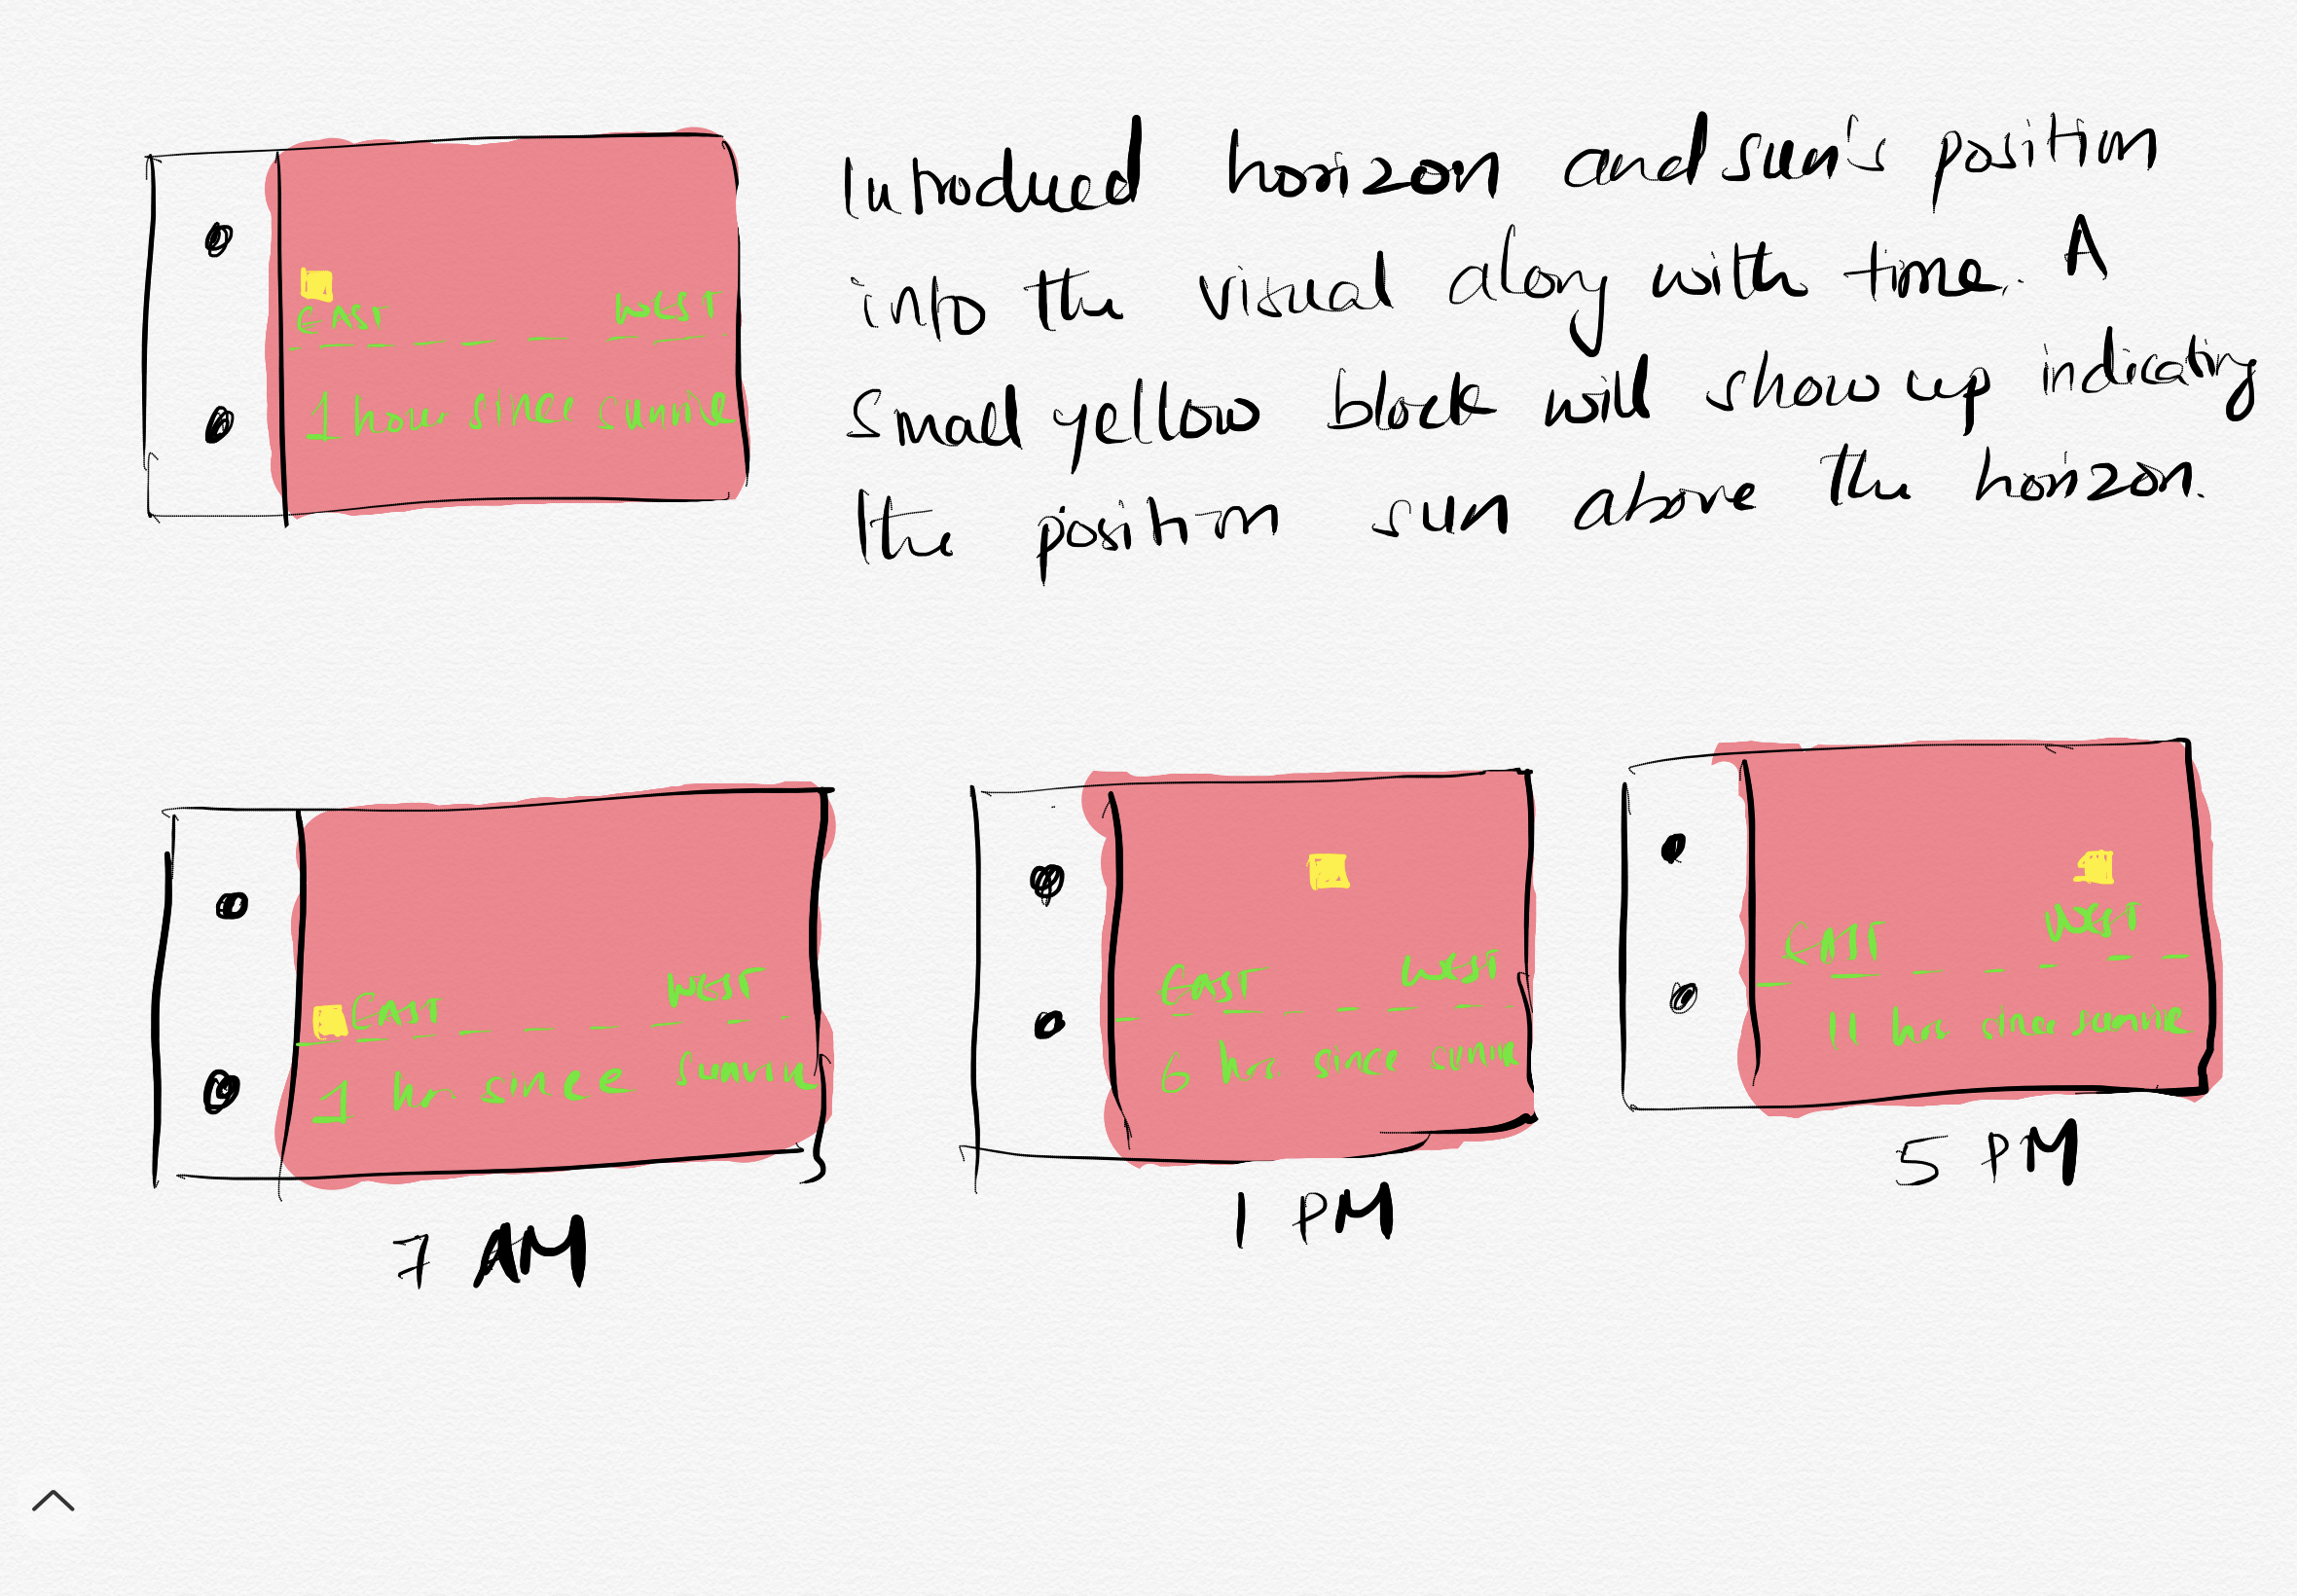 EAST WEST
1 hour since sunrise
Introduced horizon and sun's position
into the visual along with time. A
small yellow block will show up indicating
the position sun above the horizon.
EAST WEST
1 hr since sunrise
7 AM
EAST WEST
6 hrs since sunrise
1 PM
EAST WEST
11 hrs since sunrise
5 PM